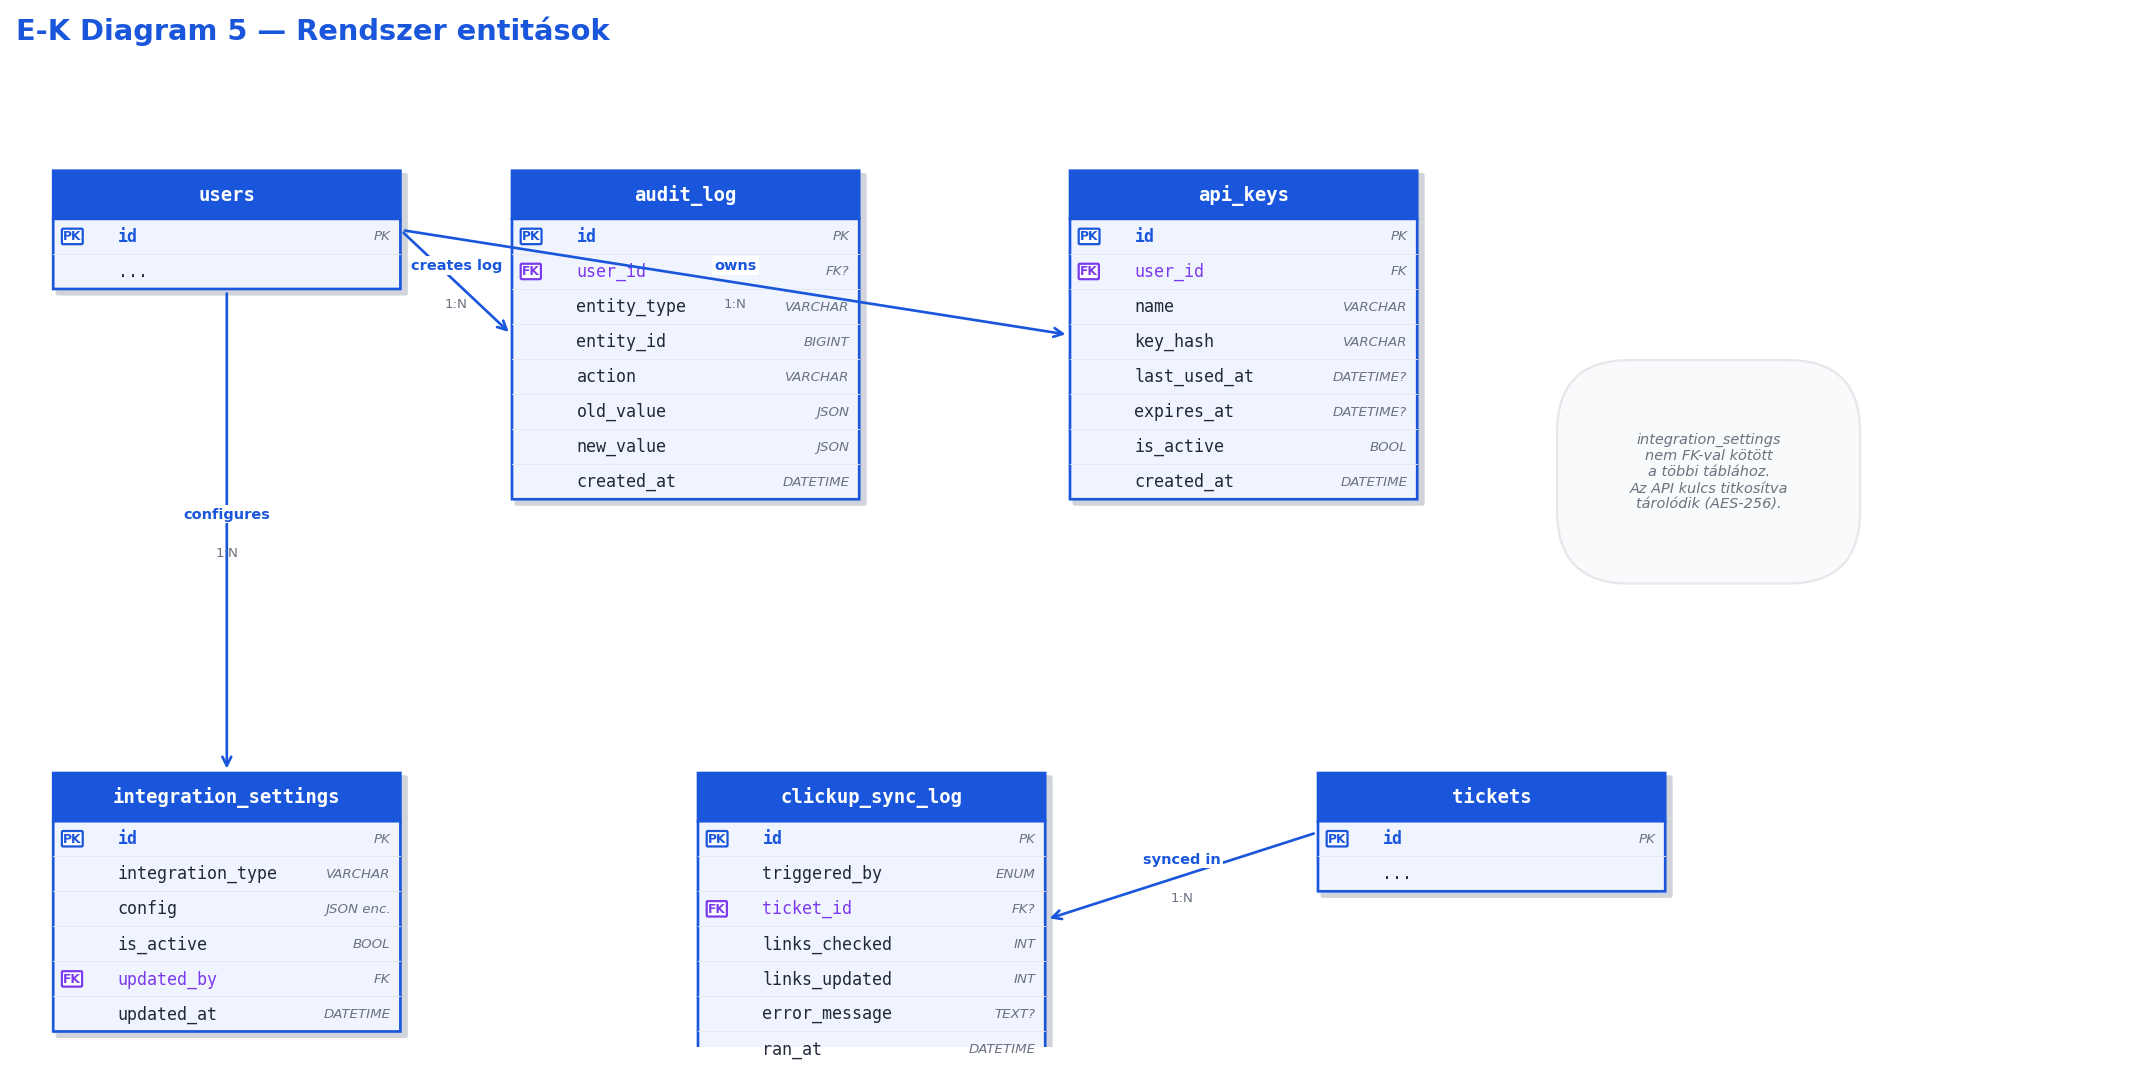 E-K Diagram 5 — Rendszer entitások
users
PK id PK
...
creates log
1:N
audit_log
PK id PK
FK user_id FK?
entity_type VARCHAR
entity_id BIGINT
action VARCHAR
old_value JSON
new_value JSON
created_at DATETIME
owns
1:N
api_keys
PK id PK
FK user_id FK
name VARCHAR
key_hash VARCHAR
last_used_at DATETIME?
expires_at DATETIME?
is_active BOOL
created_at DATETIME
integration_settings
nem FK-val kötött
a többi táblához.
Az API kulcs titkosítva
tárolódik (AES-256).
configures
1:N
integration_settings
PK id PK
integration_type VARCHAR
config JSON enc.
is_active BOOL
FK updated_by FK
updated_at DATETIME
clickup_sync_log
PK id PK
triggered_by ENUM
FK ticket_id FK?
links_checked INT
links_updated INT
error_message TEXT?
ran_at DATETIME
synced in
1:N
tickets
PK id PK
...